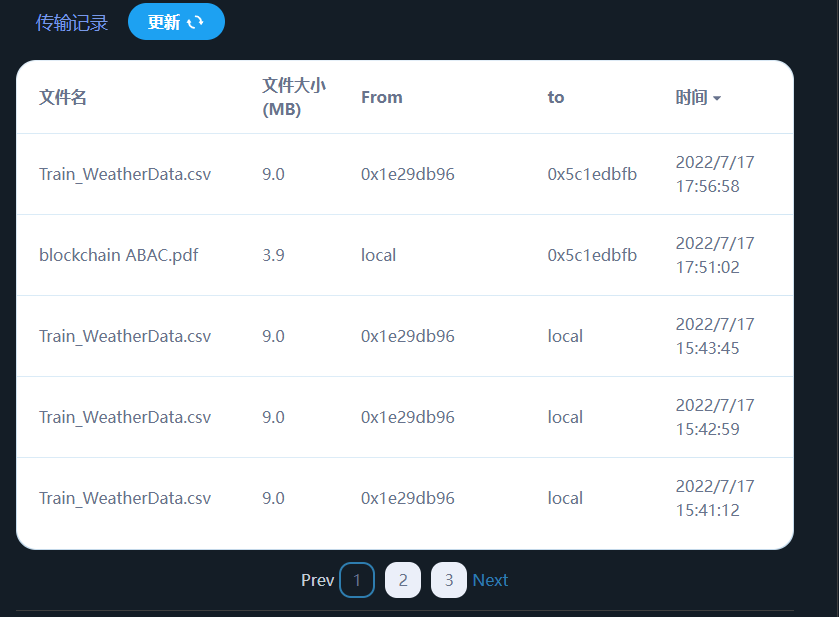 传输记录 更新
文件名 文件大小 (MB) From to 时间
Train_WeatherData.csv 9.0 0x1e29db96 0x5c1edbfb 2022/7/17 17:56:58
blockchain ABAC.pdf 3.9 local 0x5c1edbfb 2022/7/17 17:51:02
Train_WeatherData.csv 9.0 0x1e29db96 local 2022/7/17 15:43:45
Train_WeatherData.csv 9.0 0x1e29db96 local 2022/7/17 15:42:59
Train_WeatherData.csv 9.0 0x1e29db96 local 2022/7/17 15:41:12
Prev 1 2 3 Next